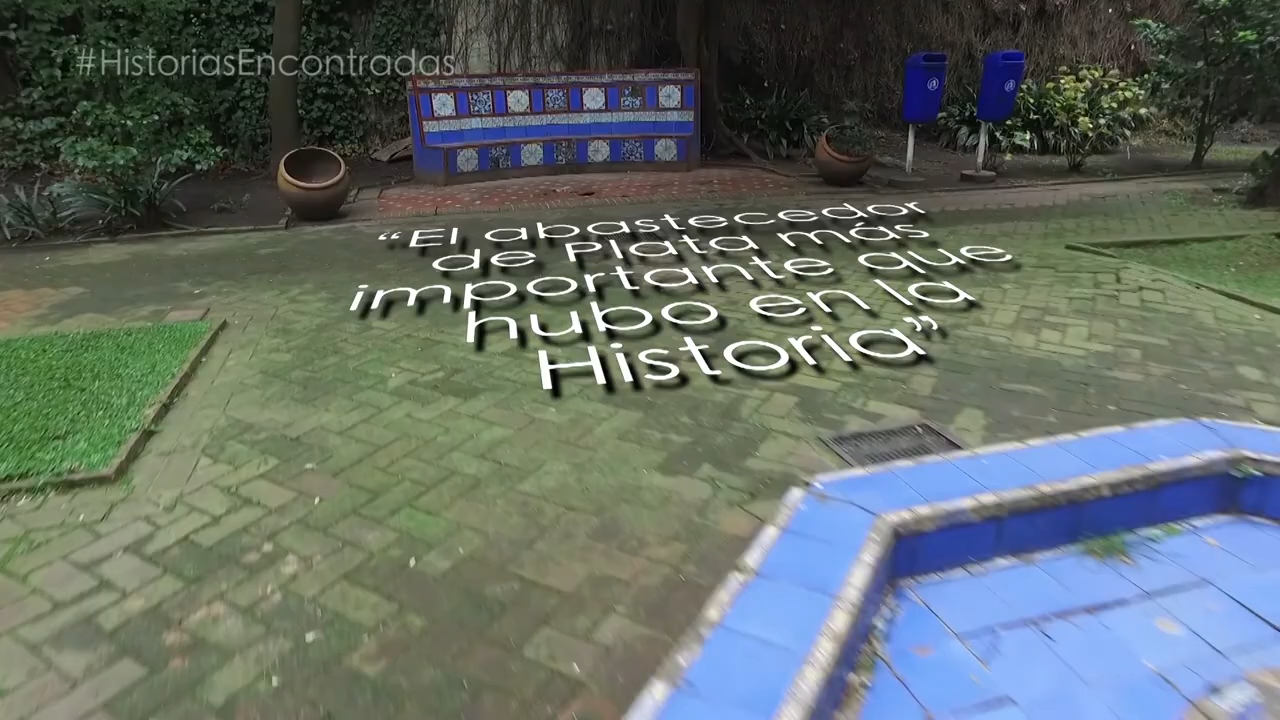 #HistoriasEncontradas
“El abastecedor
de Plata más
importante que
hubo en la
Historia”